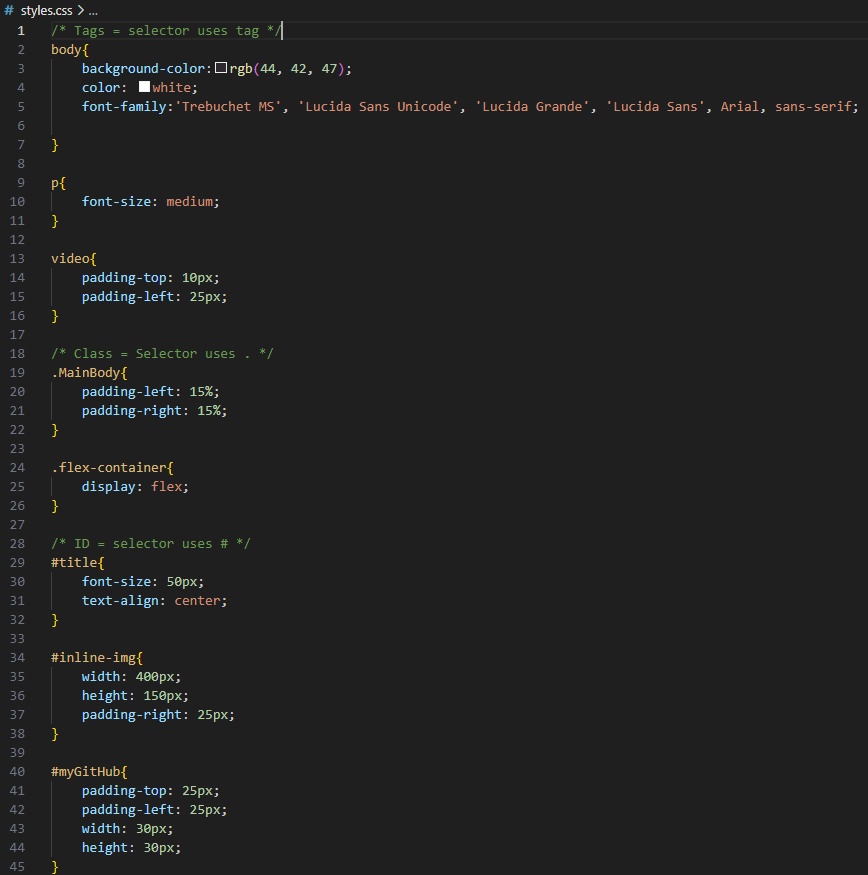 # styles.css > ...
1 /* Tags = selector uses tag */
2 body{
3     background-color: rgb(44, 42, 47);
4     color: white;
5     font-family:'Trebuchet MS', 'Lucida Sans Unicode', 'Lucida Grande', 'Lucida Sans', Arial, sans-serif;
6
7 }
8
9 p{
10     font-size: medium;
11 }
12
13 video{
14     padding-top: 10px;
15     padding-left: 25px;
16 }
17
18 /* Class = Selector uses . */
19 .MainBody{
20     padding-left: 15%;
21     padding-right: 15%;
22 }
23
24 .flex-container{
25     display: flex;
26 }
27
28 /* ID = selector uses # */
29 #title{
30     font-size: 50px;
31     text-align: center;
32 }
33
34 #inline-img{
35     width: 400px;
36     height: 150px;
37     padding-right: 25px;
38 }
39
40 #myGitHub{
41     padding-top: 25px;
42     padding-left: 25px;
43     width: 30px;
44     height: 30px;
45 }